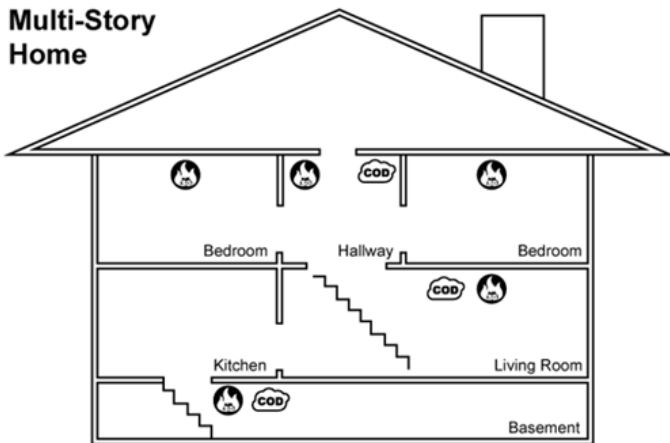 Multi-Story
Home
COD
Bedroom
Hallway
Bedroom
COD
Kitchen
Living Room
COD
Basement